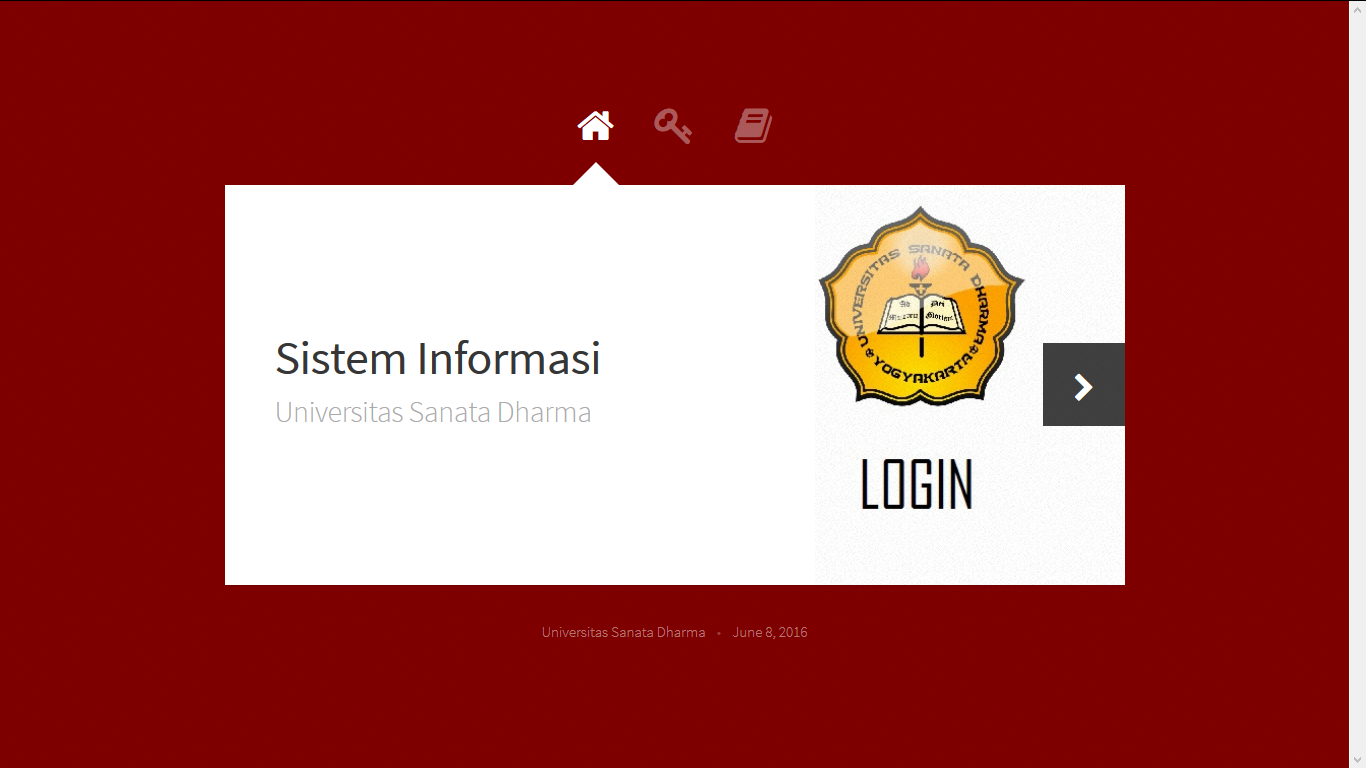 Sistem Informasi
Universitas Sanata Dharma
UNIVERSITAS SANATA DHARMA
YOGYAKARTA
LOGIN
Universitas Sanata Dharma • June 8, 2016